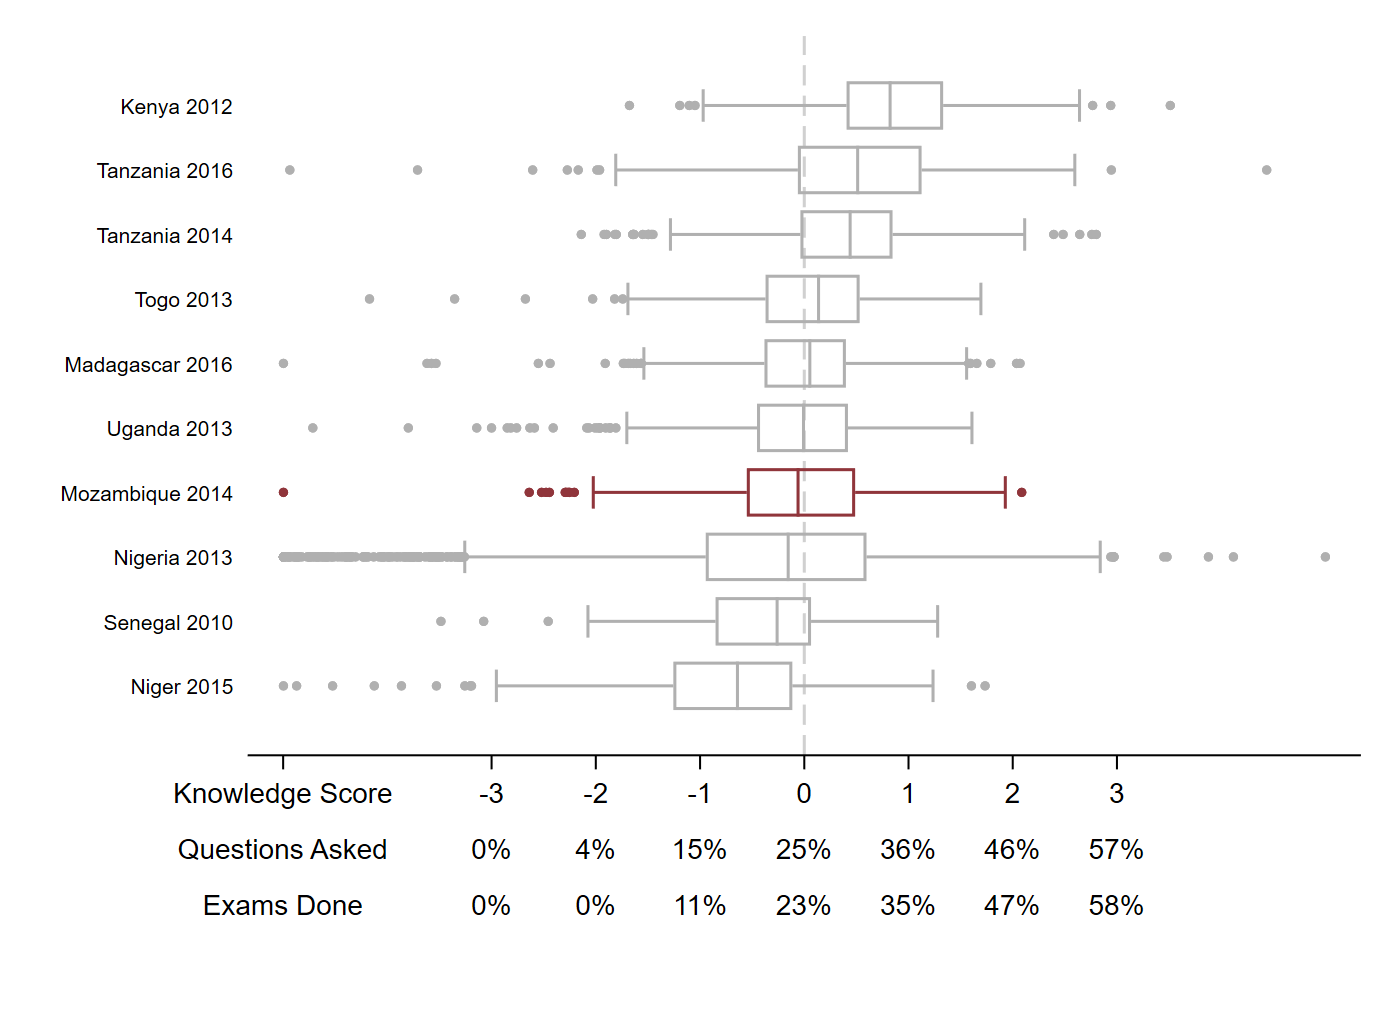 Kenya 2012
Tanzania 2016
Tanzania 2014
Togo 2013
Madagascar 2016
Uganda 2013
Mozambique 2014
Nigeria 2013
Senegal 2010
Niger 2015
Knowledge Score -3 -2 -1 0 1 2 3
Questions Asked 0% 4% 15% 25% 36% 46% 57%
Exams Done 0% 0% 11% 23% 35% 47% 58%